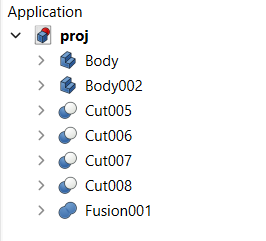 Application
proj
Body
Body002
Cut005
Cut006
Cut007
Cut008
Fusion001